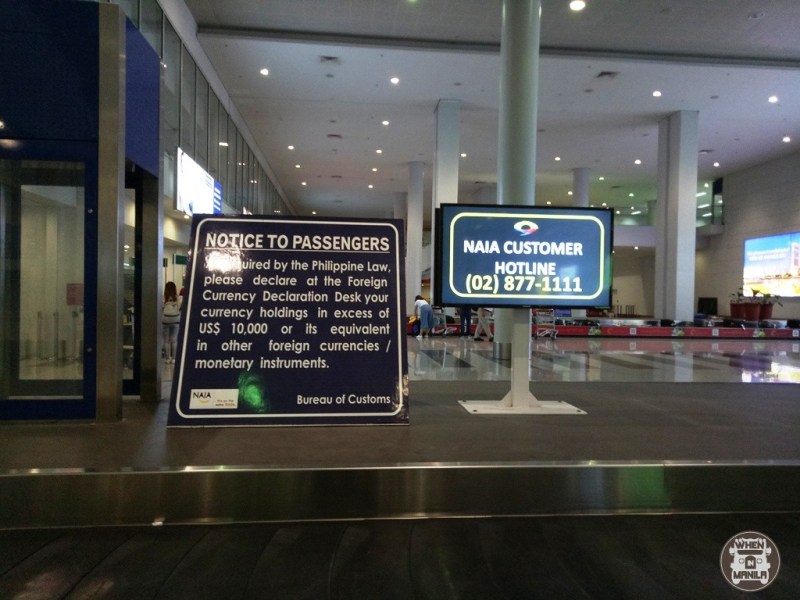 NOTICE TO PASSENGERS
required by the Philippine Law,
please declare at the Foreign
Currency Declaration Desk your
currency holdings in excess of
US$ 10,000 or its equivalent
in other foreign currencies /
monetary instruments.
NAIA
Bureau of Customs
NAIA CUSTOMER
HOTLINE
(02) 877-1111
WHEN
IN
MANILA